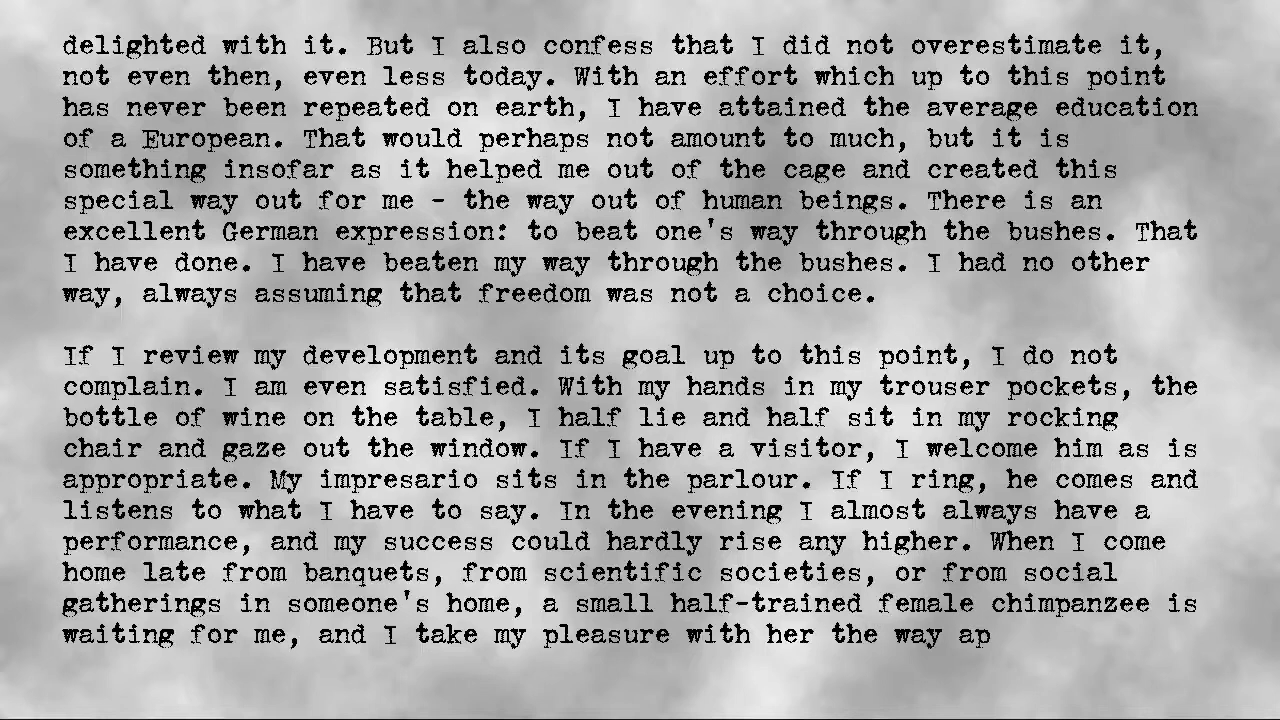 delighted with it. But I also confess that I did not overestimate it,
not even then, even less today. With an effort which up to this point
has never been repeated on earth, I have attained the average education
of a European. That would perhaps not amount to much, but it is
something insofar as it helped me out of the cage and created this
special way out for me - the way out of human beings. There is an
excellent German expression: to beat one's way through the bushes. That
I have done. I have beaten my way through the bushes. I had no other
way, always assuming that freedom was not a choice.

If I review my development and its goal up to this point, I do not
complain. I am even satisfied. With my hands in my trouser pockets, the
bottle of wine on the table, I half lie and half sit in my rocking
chair and gaze out the window. If I have a visitor, I welcome him as is
appropriate. My impresario sits in the parlour. If I ring, he comes and
listens to what I have to say. In the evening I almost always have a
performance, and my success could hardly rise any higher. When I come
home late from banquets, from scientific societies, or from social
gatherings in someone's home, a small half-trained female chimpanzee is
waiting for me, and I take my pleasure with her the way ap